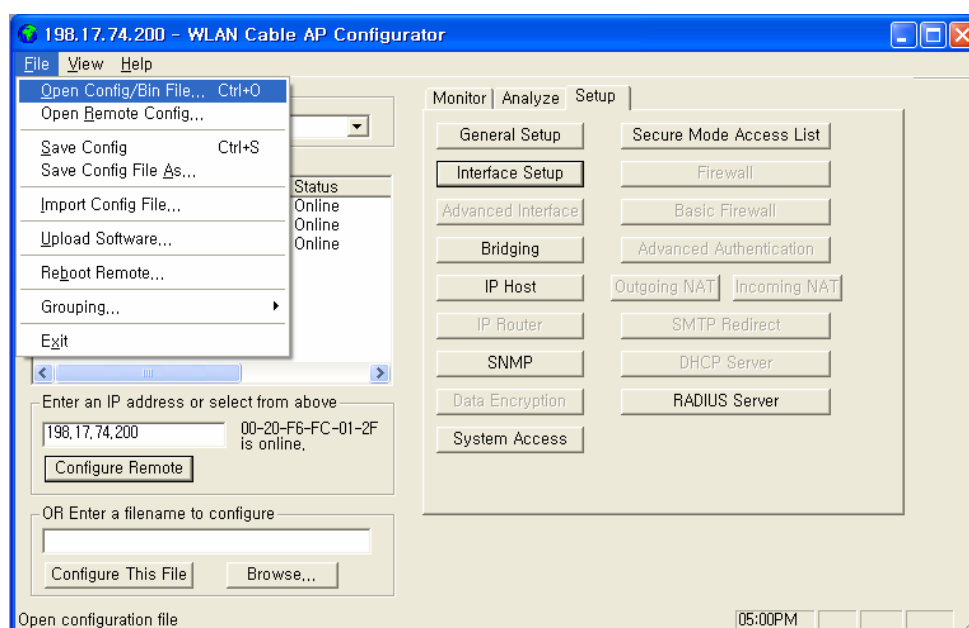 198.17.74.200 - WLAN Cable AP Configurator
File View Help
Open Config/Bin File... Ctrl+O
Open Remote Config...
Save Config Ctrl+S
Save Config File As...
Import Config File...
Upload Software...
Reboot Remote...
Grouping...
Exit
Status
Online
Online
Online
Enter an IP address or select from above
198.17.74.200
00-20-F6-FC-01-2F
is online.
Configure Remote
OR Enter a filename to configure
Configure This File Browse...
Monitor Analyze Setup
General Setup Secure Mode Access List
Interface Setup Firewall
Advanced Interface Basic Firewall
Bridging Advanced Authentication
IP Host Outgoing NAT Incoming NAT
IP Router SMTP Redirect
SNMP DHCP Server
Data Encryption RADIUS Server
System Access
Open configuration file 05:00PM